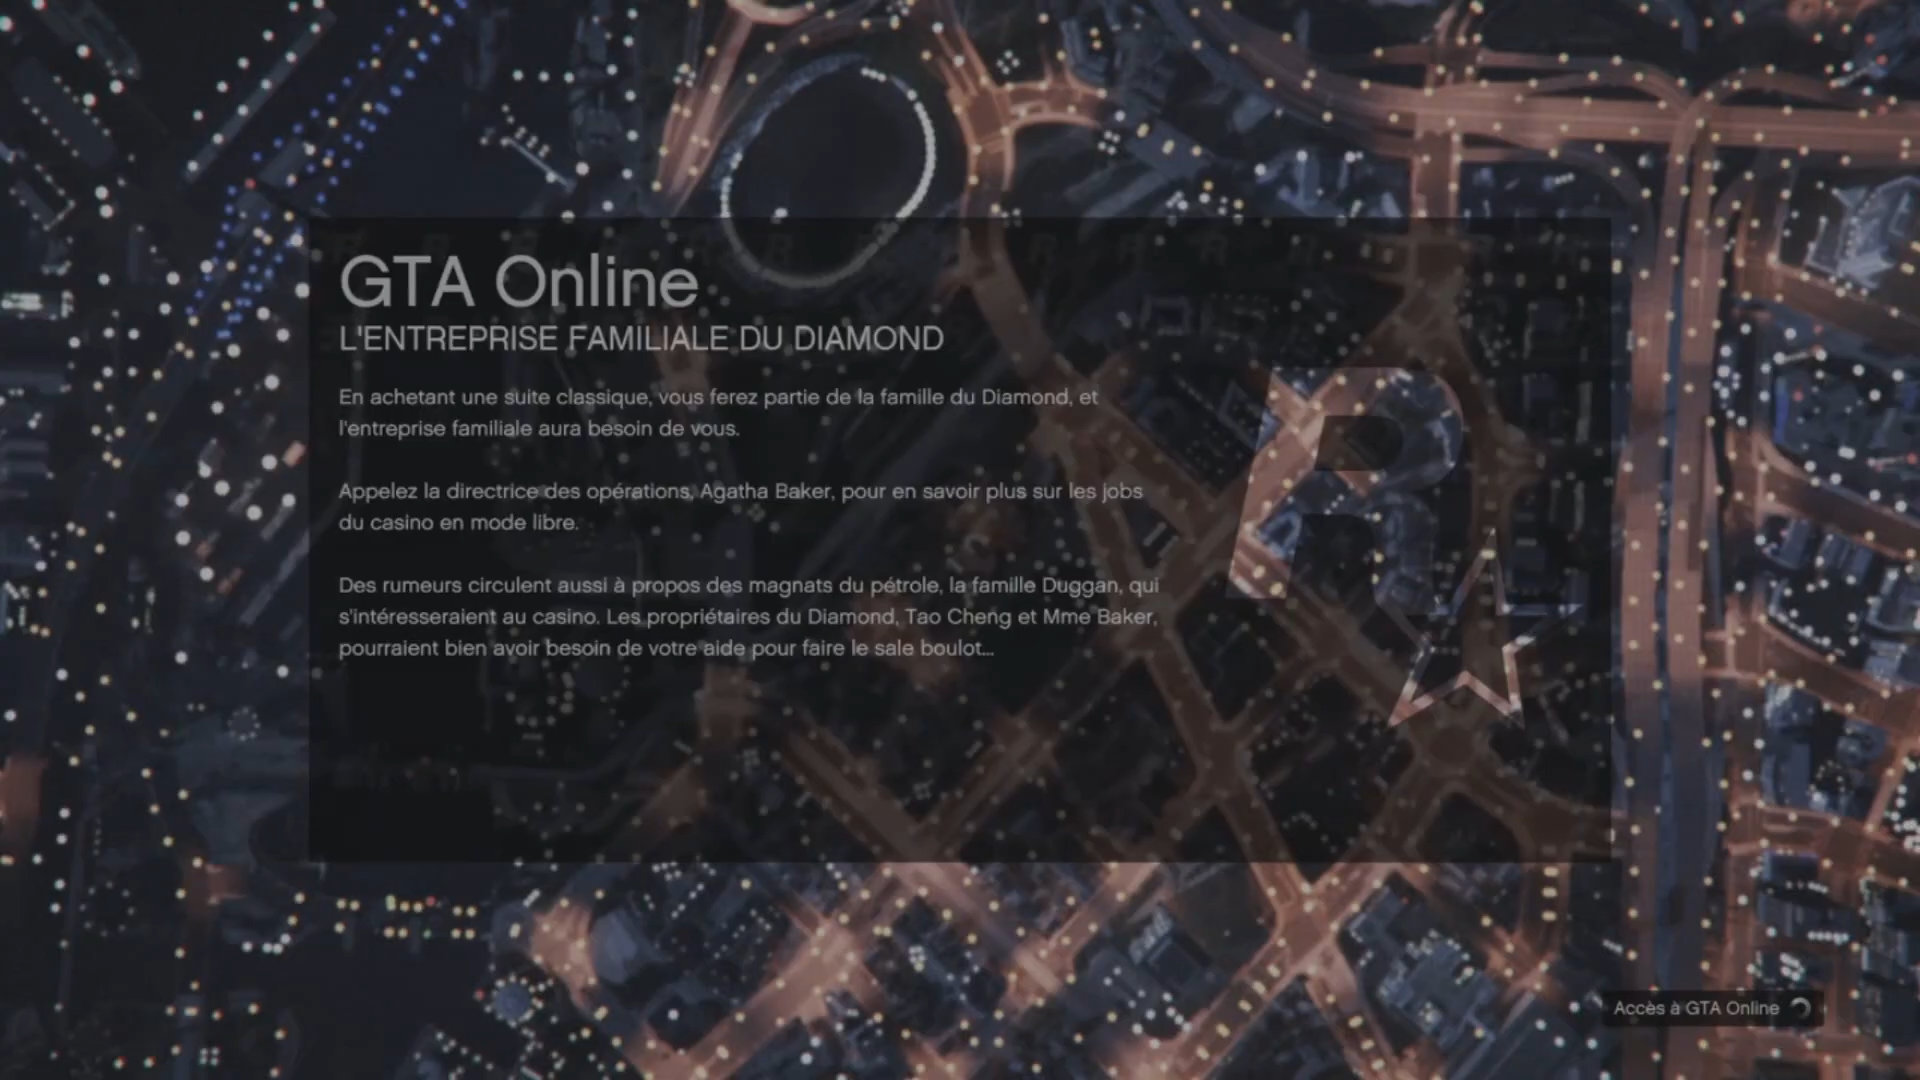 GTA Online
L'ENTREPRISE FAMILIALE DU DIAMOND
En achetant une suite classique, vous ferez partie de la famille du Diamond, et
l'entreprise familiale aura besoin de vous.
Appelez la directrice des opérations, Agatha Baker, pour en savoir plus sur les jobs
du casino en mode libre.
Des rumeurs circulent aussi à propos des magnats du pétrole, la famille Duggan, qui
s'intéresseraient au casino. Les propriétaires du Diamond, Tao Cheng et Mme Baker,
pourraient bien avoir besoin de votre aide pour faire le sale boulot...
R
Accès à GTA Online